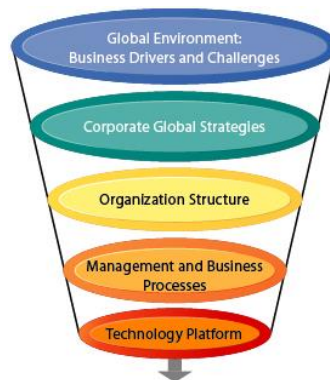 Global Environment:
Business Drivers and Challenges
Corporate Global Strategies
Organization Structure
Management and Business
Processes
Technology Platform